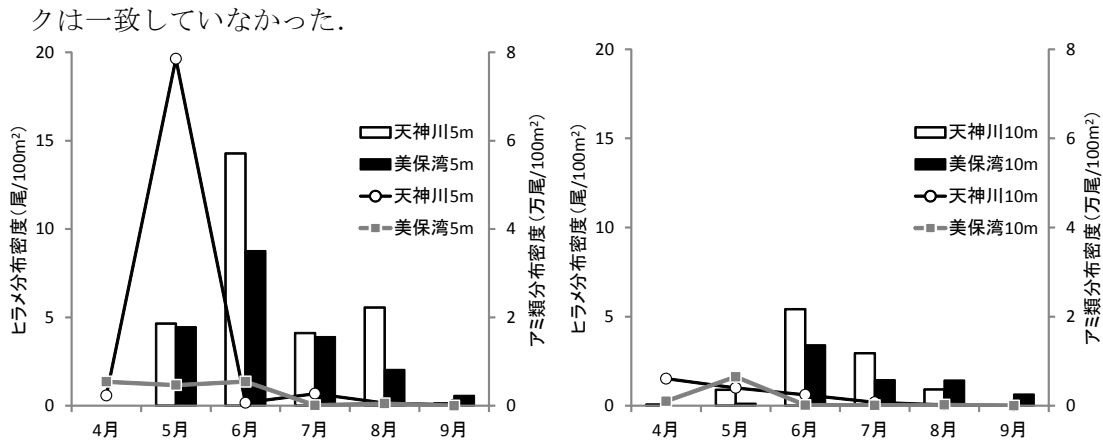 クは一致していなかった．
ヒラメ分布密度(尾/100m²)
20
15
10
5
0
天神川5m
美保湾5m
天神川5m
美保湾5m
8
6
4
2
0
アミ類分布密度(万尾/100m²)
4月 5月 6月 7月 8月 9月
ヒラメ分布密度(尾/100m²)
20
15
10
5
0
天神川10m
美保湾10m
天神川10m
美保湾10m
8
6
4
2
0
アミ類分布密度(万尾/100m²)
4月 5月 6月 7月 8月 9月